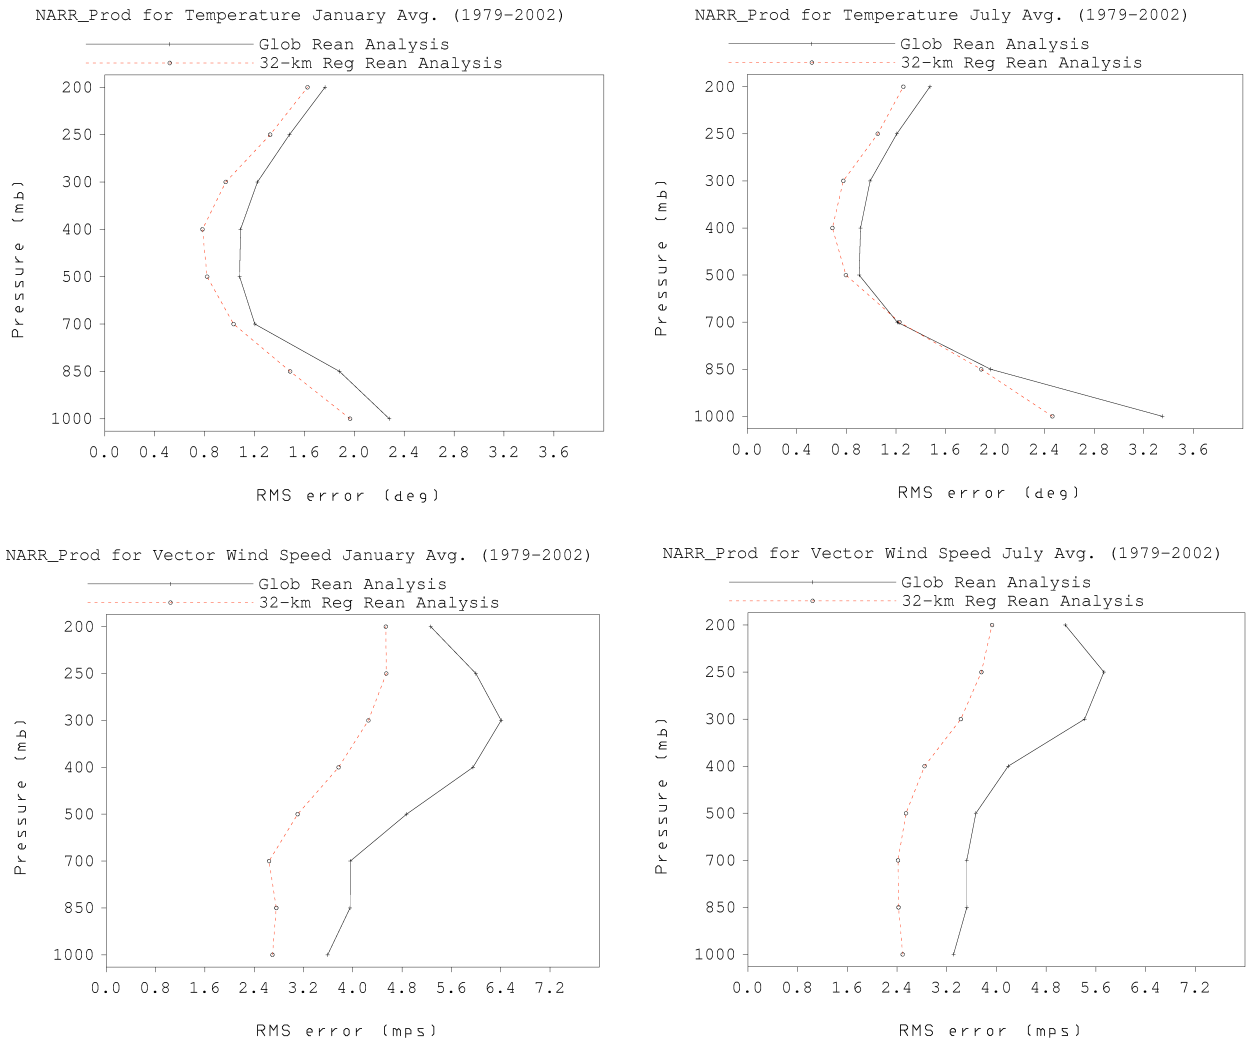 NARR_Prod for Temperature January Avg. (1979-2002)
Glob Rean Analysis
32-km Reg Rean Analysis
200
250
300
400
500
700
850
1000
Pressure (mb)
0.0 0.4 0.8 1.2 1.6 2.0 2.4 2.8 3.2 3.6
RMS error (deg)
NARR_Prod for Temperature July Avg. (1979-2002)
Glob Rean Analysis
32-km Reg Rean Analysis
200
250
300
400
500
700
850
1000
Pressure (mb)
0.0 0.4 0.8 1.2 1.6 2.0 2.4 2.8 3.2 3.6
RMS error (deg)
NARR_Prod for Vector Wind Speed January Avg. (1979-2002)
Glob Rean Analysis
32-km Reg Rean Analysis
200
250
300
400
500
700
850
1000
Pressure (mb)
0.0 0.8 1.6 2.4 3.2 4.0 4.8 5.6 6.4 7.2
RMS error (mps)
NARR_Prod for Vector Wind Speed July Avg. (1979-2002)
Glob Rean Analysis
32-km Reg Rean Analysis
200
250
300
400
500
700
850
1000
Pressure (mb)
0.0 0.8 1.6 2.4 3.2 4.0 4.8 5.6 6.4 7.2
RMS error (mps)